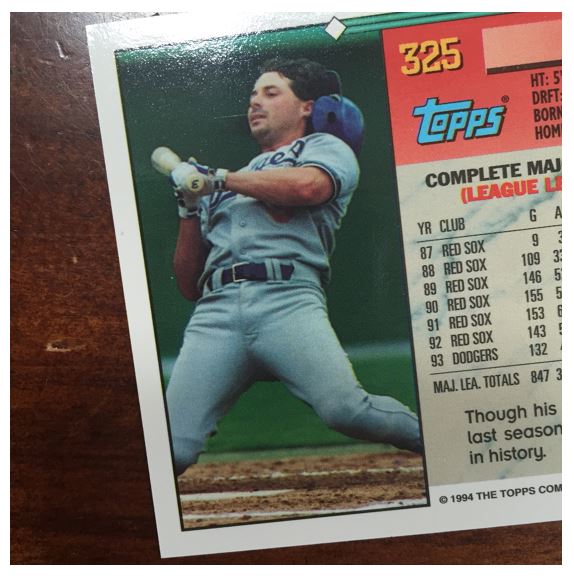 325
Topps®
HT: 5'
DRFT:
BORN
HOME
COMPLETE MAJ
(LEAGUE LE
YR CLUB G A
87 RED SOX 9 3
88 RED SOX 109 33
89 RED SOX 146 5
90 RED SOX 155 5
91 RED SOX 153 6
92 RED SOX 143 5
93 DODGERS 132 4
MAJ. LEA. TOTALS 847 3
Though his
last season
in history.
© 1994 THE TOPPS COM